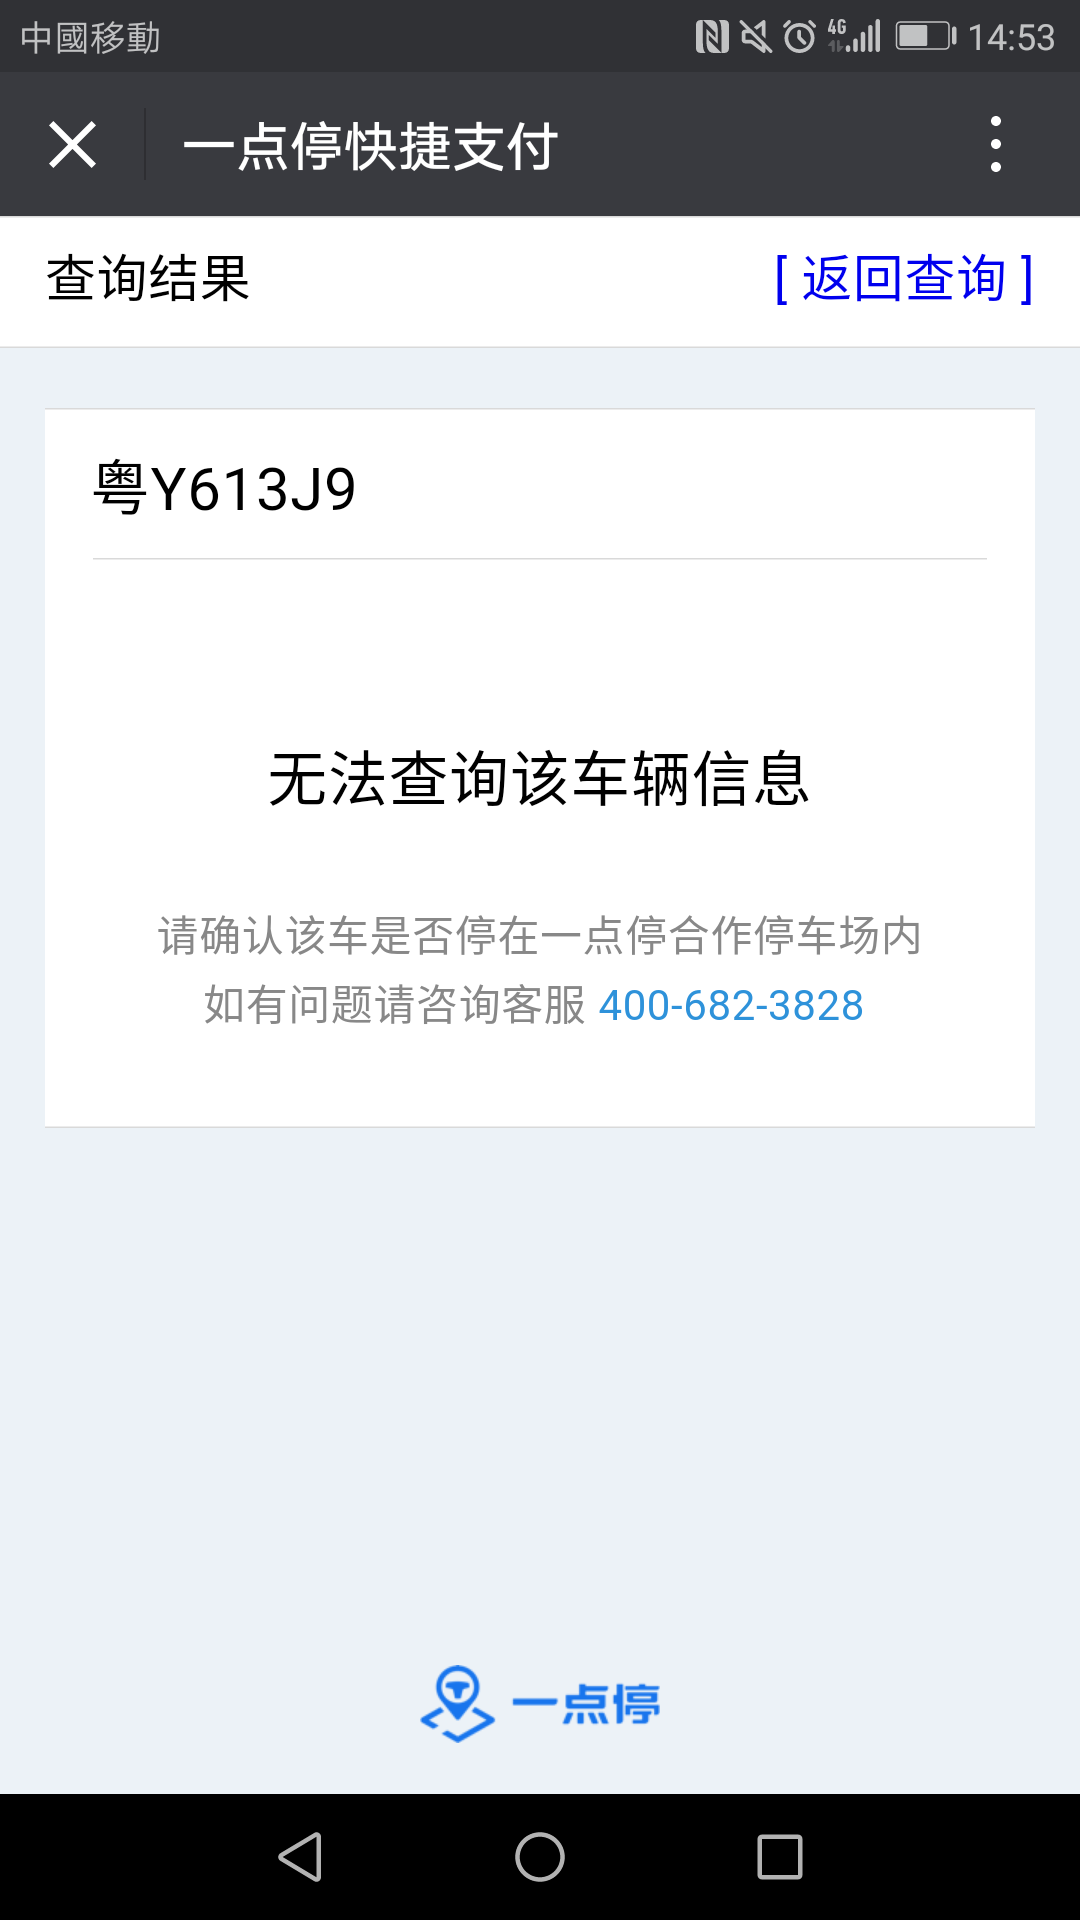 中國移動 4G 14:53
一点停快捷支付
查询结果 [ 返回查询 ]
粤Y613J9
无法查询该车辆信息
请确认该车是否停在一点停合作停车场内
如有问题请咨询客服 400-682-3828
一点停